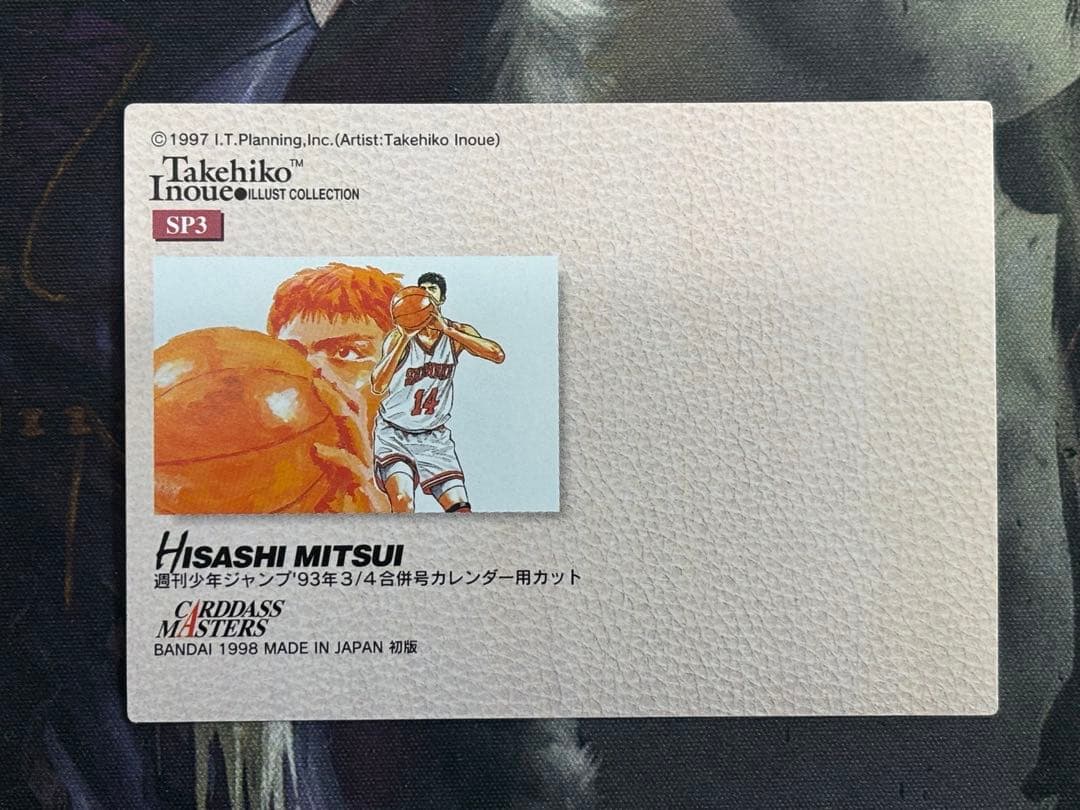 ©1997 I.T.Planning,Inc.(Artist:Takehiko Inoue)
Takehiko™
Inoue●ILLUST COLLECTION
SP3
SHOHOKU
14
HISASHI MITSUI
週刊少年ジャンプ'93年3/4合併号カレンダー用カット
CARDDASS
MASTERS
BANDAI 1998 MADE IN JAPAN 初版